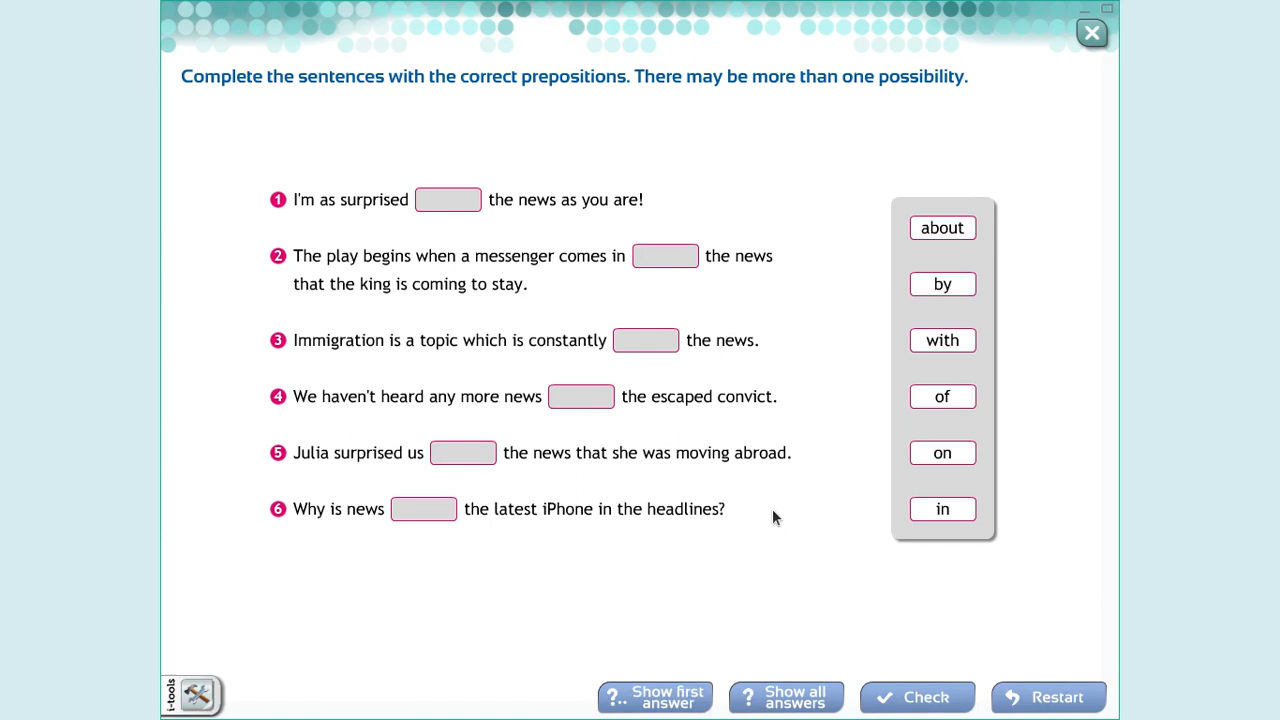 Complete the sentences with the correct prepositions. There may be more than one possibility.
1 I'm as surprised the news as you are!
2 The play begins when a messenger comes in the news
that the king is coming to stay.
3 Immigration is a topic which is constantly the news.
4 We haven't heard any more news the escaped convict.
5 Julia surprised us the news that she was moving abroad.
6 Why is news the latest iPhone in the headlines?
about
by
with
of
on
in
i-tools
?.. Show first
answer
? Show all
answers
Check
Restart